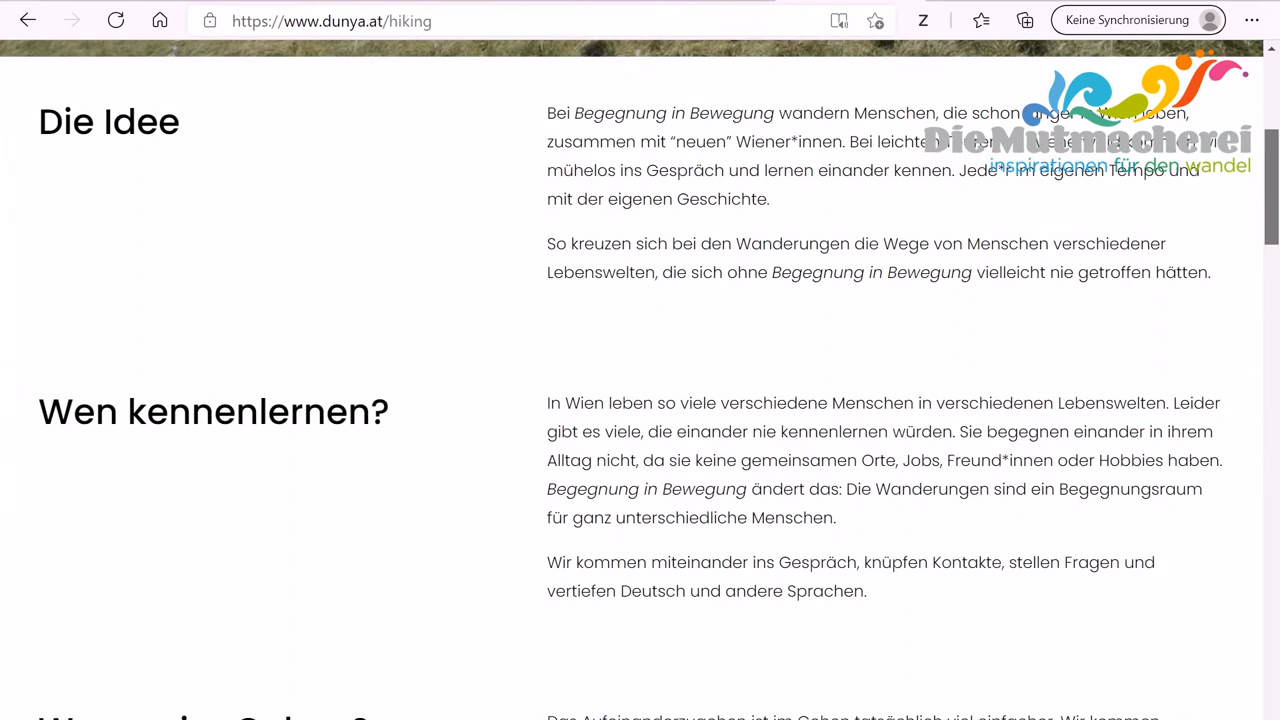 https://www.dunya.at/hiking
Z
Keine Synchronisierung
DieMutmacherei
inspirationen für den wandel
Die Idee
Bei Begegnung in Bewegung wandern Menschen, die schon
zusammen mit “neuen” Wiener*innen. Bei
mühelos ins Gespräch und lernen einander kennen. Jede*r im eigenen Tempo und
mit der eigenen Geschichte.
So kreuzen sich bei den Wanderungen die Wege von Menschen verschiedener
Lebenswelten, die sich ohne Begegnung in Bewegung vielleicht nie getroffen hätten.
Wen kennenlernen?
In Wien leben so viele verschiedene Menschen in verschiedenen Lebenswelten. Leider
gibt es viele, die einander nie kennenlernen würden. Sie begegnen einander in ihrem
Alltag nicht, da sie keine gemeinsamen Orte, Jobs, Freund*innen oder Hobbies haben.
Begegnung in Bewegung ändert das: Die Wanderungen sind ein Begegnungsraum
für ganz unterschiedliche Menschen.
Wir kommen miteinander ins Gespräch, knüpfen Kontakte, stellen Fragen und
vertiefen Deutsch und andere Sprachen.